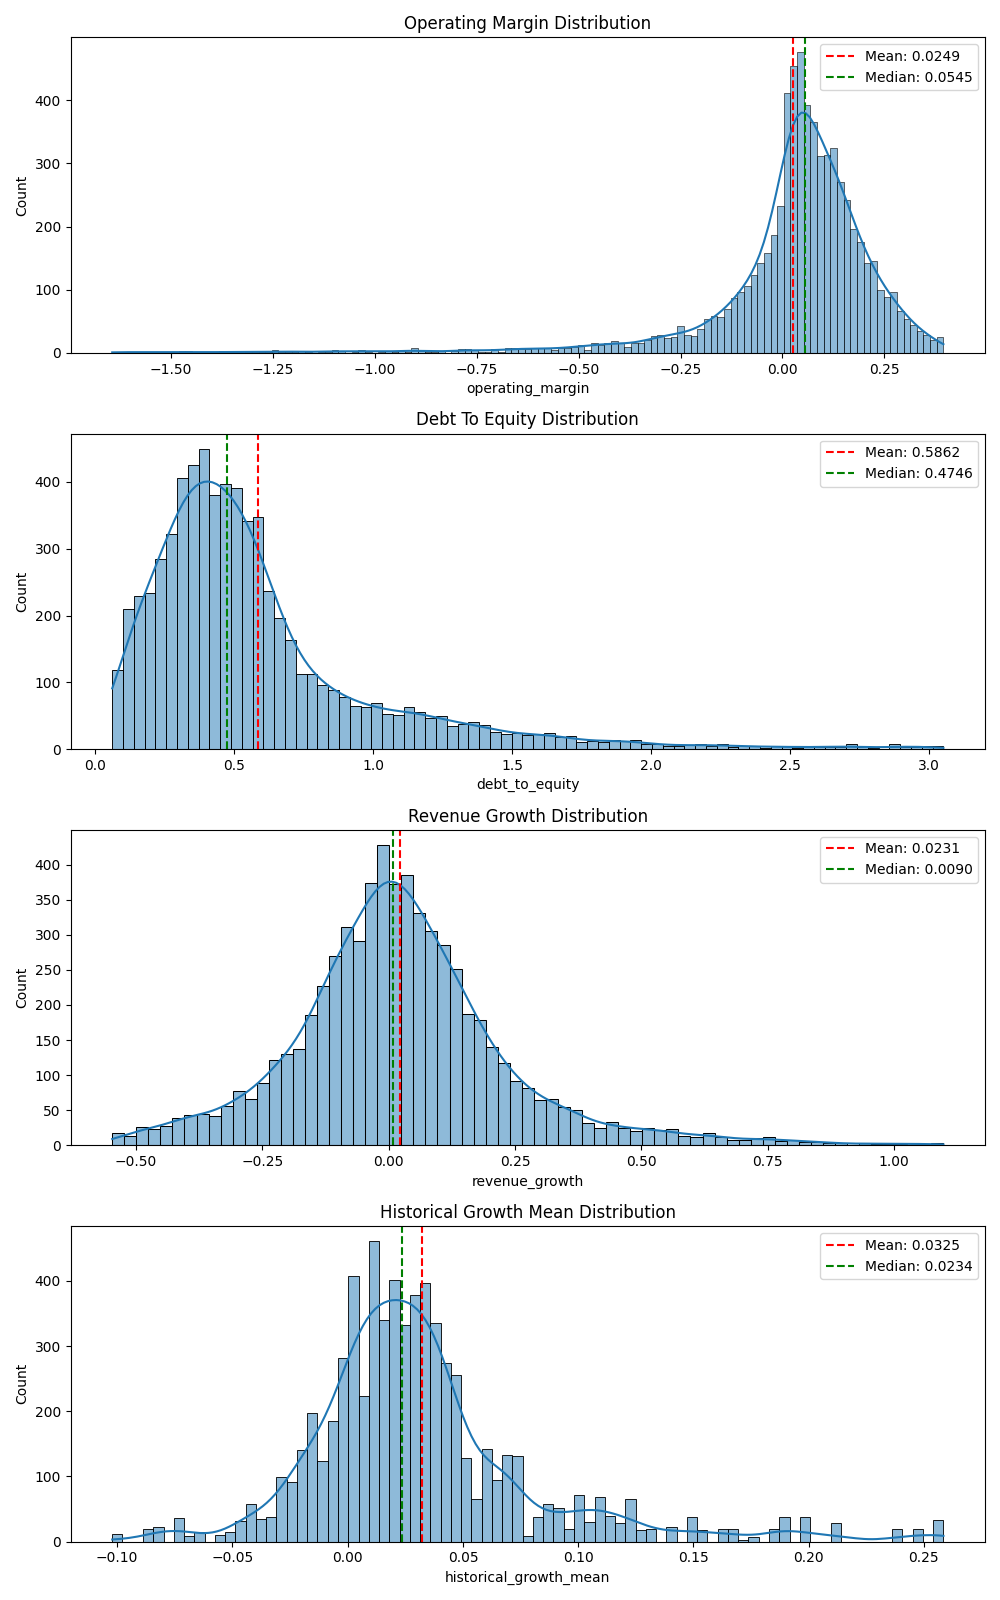 Operating Margin Distribution
Mean: 0.0249
Median: 0.0545
400
300
200
100
0
Count
−1.50
−1.25
−1.00
−0.75
−0.50
−0.25
0.00
0.25
operating_margin
Debt To Equity Distribution
Mean: 0.5862
Median: 0.4746
400
300
200
100
0
Count
0.0
0.5
1.0
1.5
2.0
2.5
3.0
debt_to_equity
Revenue Growth Distribution
Mean: 0.0231
Median: 0.0090
400
350
300
250
200
150
100
50
0
Count
−0.50
−0.25
0.00
0.25
0.50
0.75
1.00
revenue_growth
Historical Growth Mean Distribution
Mean: 0.0325
Median: 0.0234
400
300
200
100
0
Count
−0.10
−0.05
0.00
0.05
0.10
0.15
0.20
0.25
historical_growth_mean